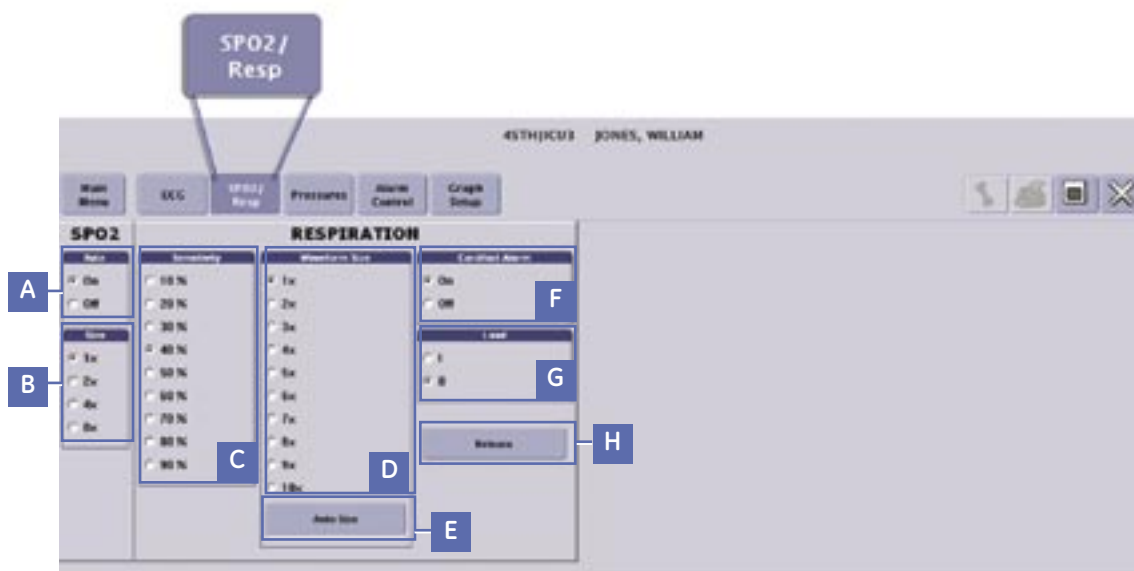 SPO2/
Resp
4STH|ICU3 JONES, WILLIAM
Main
Menu
ECG
SPO2/
Resp
Pressures
Alarm
Control
Graph
Setup
SPO2
RESPIRATION
A
Rate
On
Off
B
Size
1x
2x
4x
8x
Sensitivity
10 %
20 %
30 %
40 %
50 %
60 %
70 %
80 %
90 %
C
Waveform Size
1x
2x
3x
4x
5x
6x
7x
8x
9x
10x
D
Auto Size
E
Cardiac Alarm
On
Off
F
Lead
I
II
G
Relearn
H